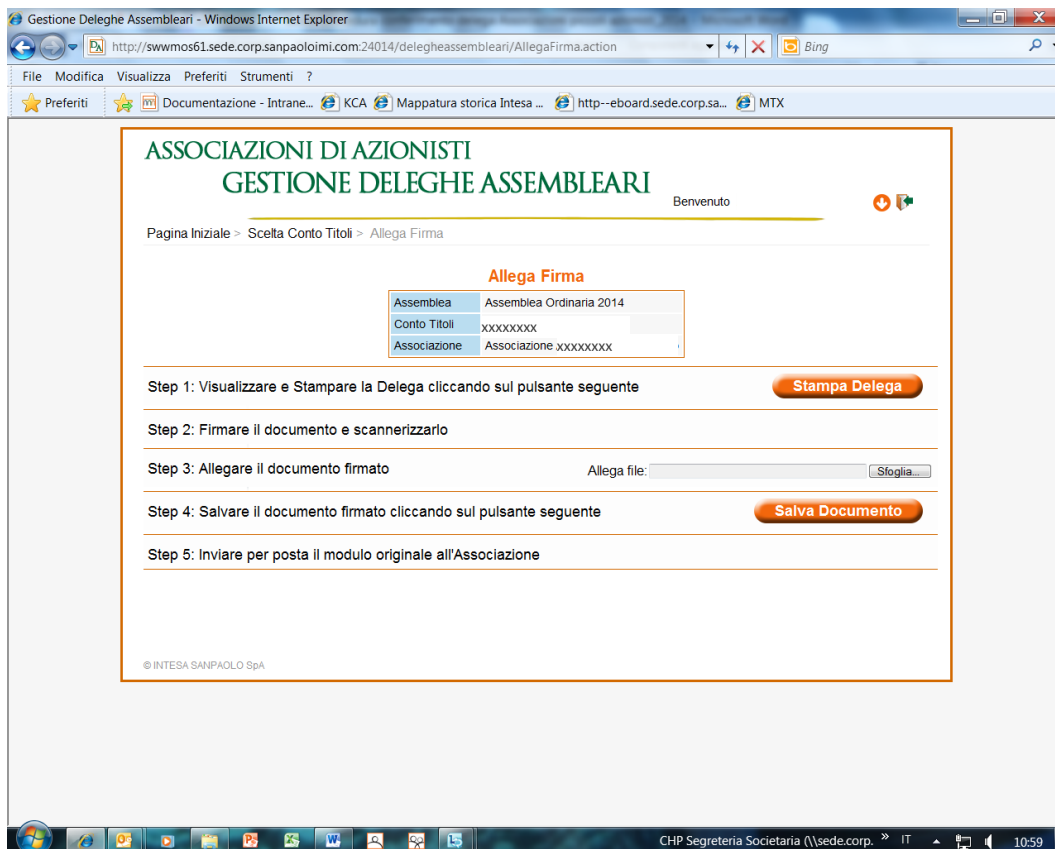 Gestione Deleghe Assembleari - Windows Internet Explorer
http://swwmos61.sede.corp.sanpaoloimi.com:24014/delegheassembleari/AllegaFirma.action
Bing
File Modifica Visualizza Preferiti Strumenti ?
Preferiti Documentazione - Intrane... KCA Mappatura storica Intesa ... http--eboard.sede.corp.sa... MTX
ASSOCIAZIONI DI AZIONISTI
GESTIONE DELEGHE ASSEMBLEARI
Benvenuto
Pagina Iniziale > Scelta Conto Titoli > Allega Firma
Allega Firma
Assemblea Assemblea Ordinaria 2014
Conto Titoli xxxxxxxx
Associazione Associazione xxxxxxxx
Step 1: Visualizzare e Stampare la Delega cliccando sul pulsante seguente Stampa Delega
Step 2: Firmare il documento e scannerizzarlo
Step 3: Allegare il documento firmato Allega file: Sfoglia...
Step 4: Salvare il documento firmato cliccando sul pulsante seguente Salva Documento
Step 5: Inviare per posta il modulo originale all'Associazione
© INTESA SANPAOLO SpA
CHP Segreteria Societaria (\\sede.corp. » IT 10:59